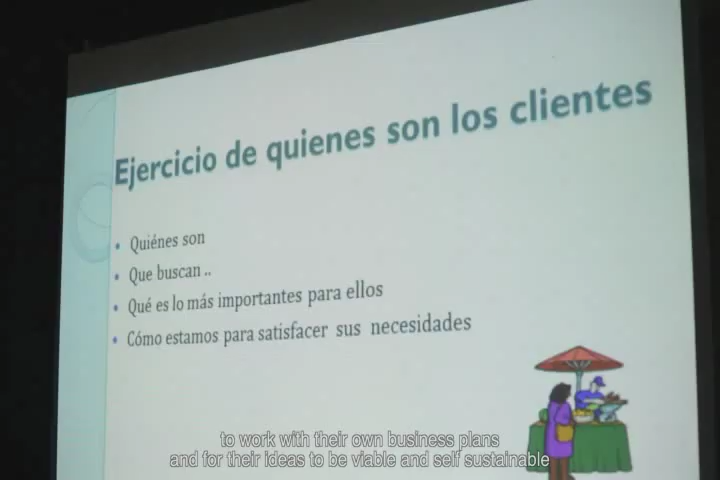 Ejercicio de quienes son los clientes
• Quiénes son
• Que buscan ..
• Qué es lo más importantes para ellos
• Cómo estamos para satisfacer sus necesidades
to work with their own business plans
and for their ideas to be viable and self sustainable